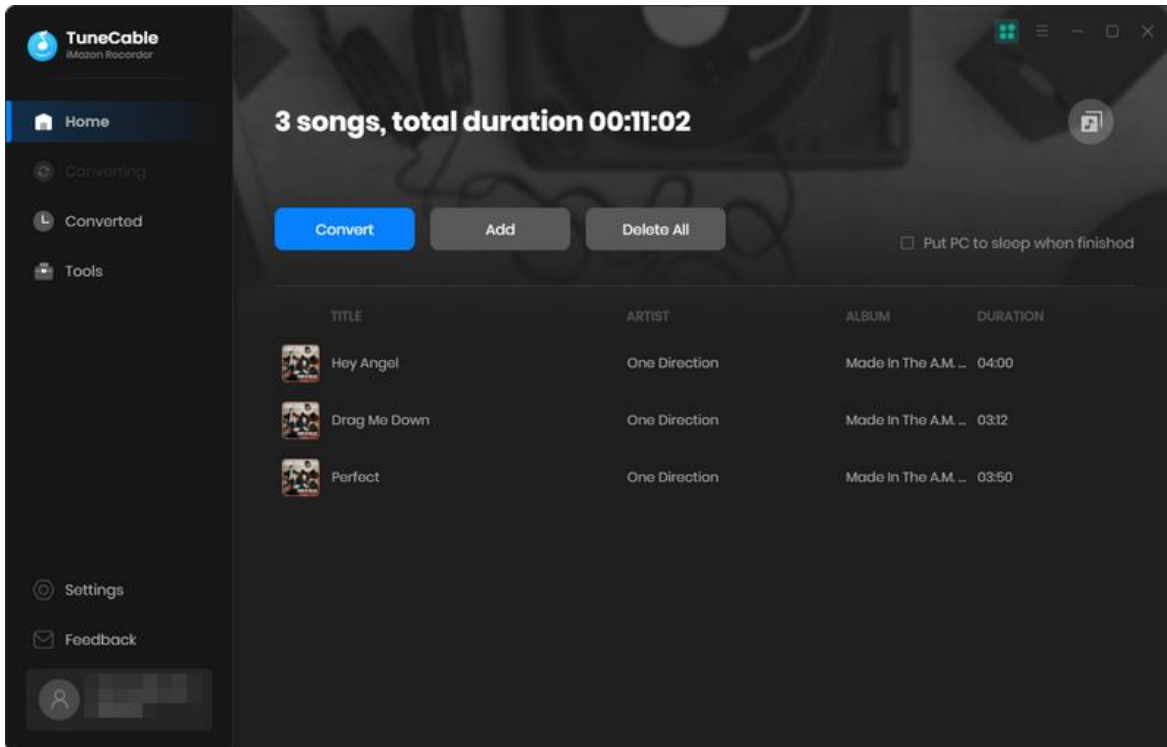 TuneCable
iMazon Recorder
Home
Converting
Converted
Tools
Settings
Feedback
3 songs, total duration 00:11:02
Convert
Add
Delete All
Put PC to sleep when finished
TITLE ARTIST ALBUM DURATION
Hey Angel One Direction Made In The A.M. ... 04:00
Drag Me Down One Direction Made In The A.M. ... 03:12
Perfect One Direction Made In The A.M. ... 03:50